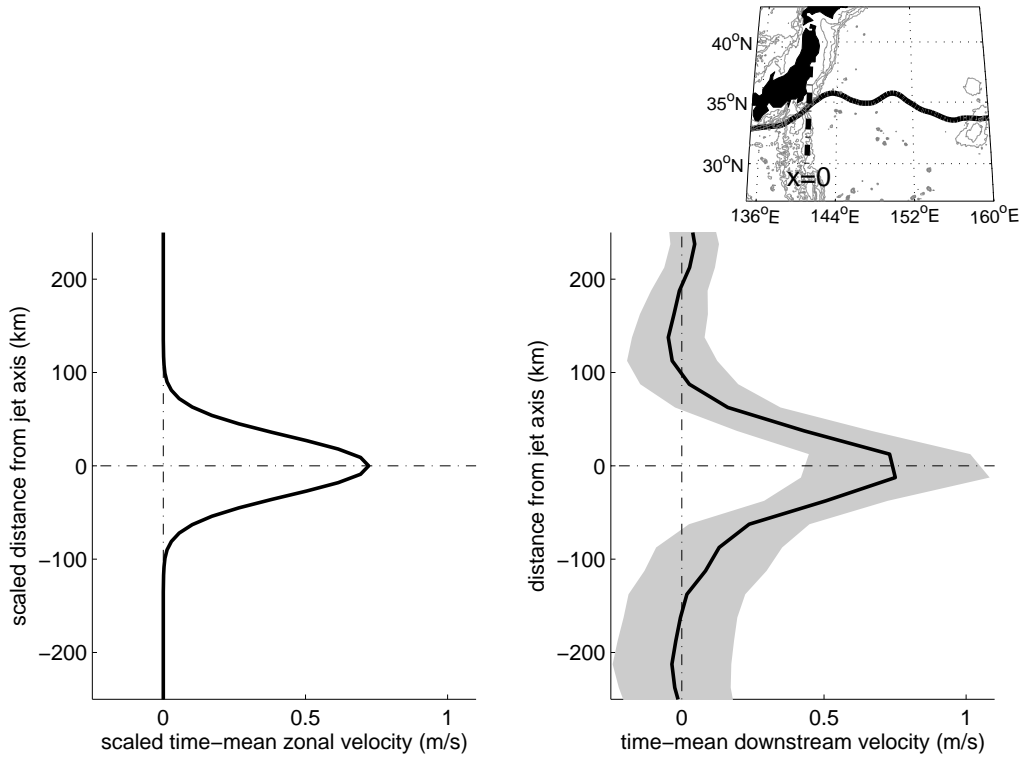 40°N
35°N
30°N
x=0
136°E
144°E
152°E
160°E
200
100
0
−100
−200
scaled distance from jet axis (km)
0
0.5
1
scaled time−mean zonal velocity (m/s)
200
100
0
−100
−200
distance from jet axis (km)
0
0.5
1
time−mean downstream velocity (m/s)